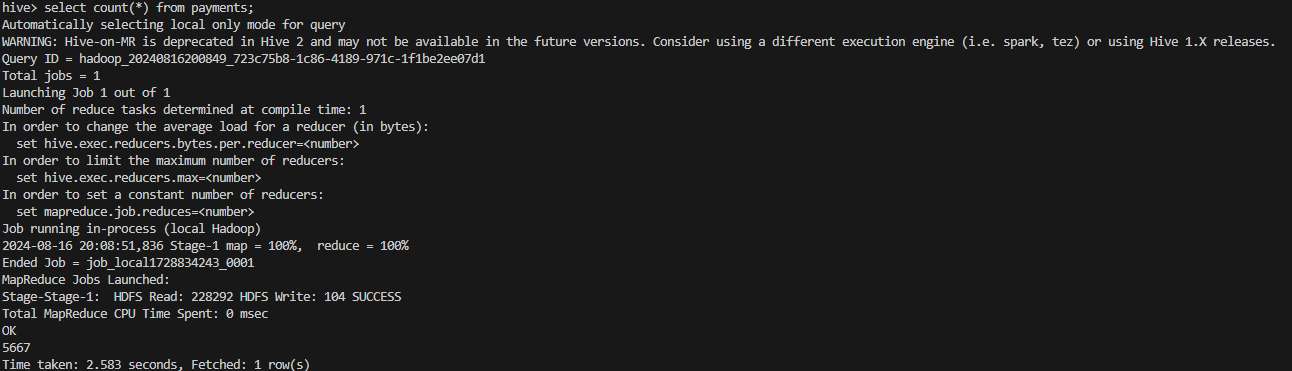 hive> select count(*) from payments;
Automatically selecting local only mode for query
WARNING: Hive-on-MR is deprecated in Hive 2 and may not be available in the future versions. Consider using a different execution engine (i.e. spark, tez) or using Hive 1.X releases.
Query ID = hadoop_20240816200849_723c75b8-1c86-4189-971c-1f1be2ee07d1
Total jobs = 1
Launching Job 1 out of 1
Number of reduce tasks determined at compile time: 1
In order to change the average load for a reducer (in bytes):
  set hive.exec.reducers.bytes.per.reducer=<number>
In order to limit the maximum number of reducers:
  set hive.exec.reducers.max=<number>
In order to set a constant number of reducers:
  set mapreduce.job.reduces=<number>
Job running in-process (local Hadoop)
2024-08-16 20:08:51,836 Stage-1 map = 100%,  reduce = 100%
Ended Job = job_local1728834243_0001
MapReduce Jobs Launched:
Stage-Stage-1:  HDFS Read: 228292 HDFS Write: 104 SUCCESS
Total MapReduce CPU Time Spent: 0 msec
OK
5667
Time taken: 2.583 seconds, Fetched: 1 row(s)